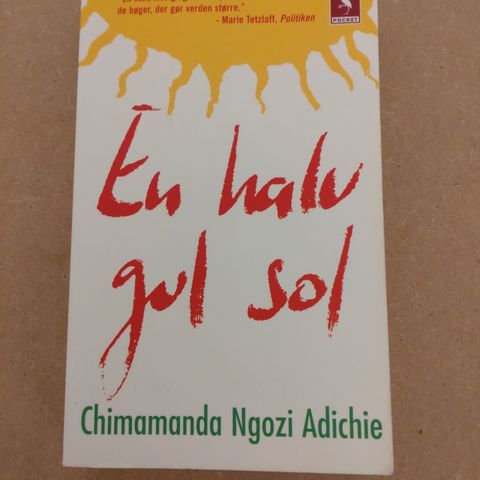 de bøger, der gør verden større."
- Marie Tetzlaff, Politiken
POCKET
En halv
gul sol
Chimamanda Ngozi Adichie